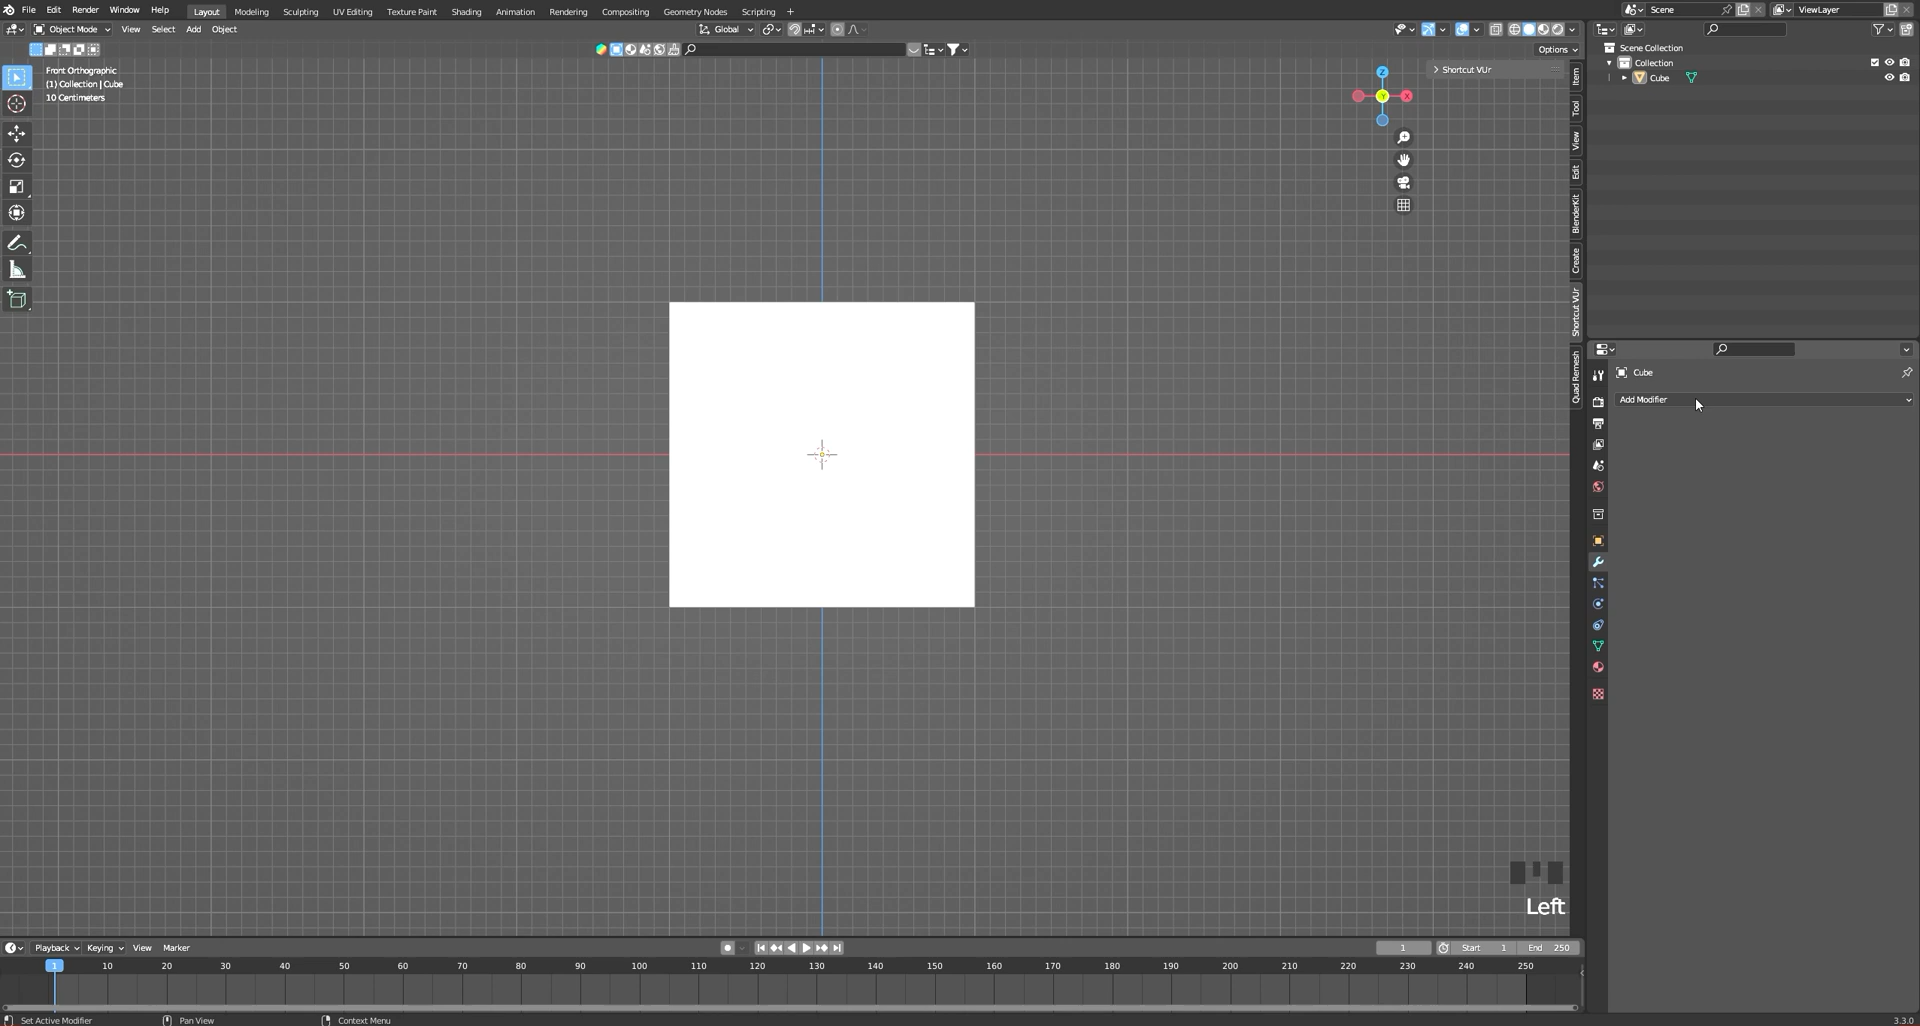 File Edit Render Window Help Layout Modeling Sculpting UV Editing Texture Paint Shading Animation Rendering Compositing Geometry Nodes Scripting + Scene ViewLayer
Object Mode View Select Add Object Global
Options
Front Orthographic
(1) Collection | Cube
10 Centimeters
Z
Y
X
Shortcut VUr
Item
Tool
View
Edit
BlenderKit
Create
Shortcut VUr
Quad Remesh
Scene Collection
Collection
Cube
Cube
Add Modifier
Left
Playback Keying View Marker 1 Start 1 End 250
1 10 20 30 40 50 60 70 80 90 100 110 120 130 140 150 160 170 180 190 200 210 220 230 240 250
Set Active Modifier Pan View Context Menu 3.3.0